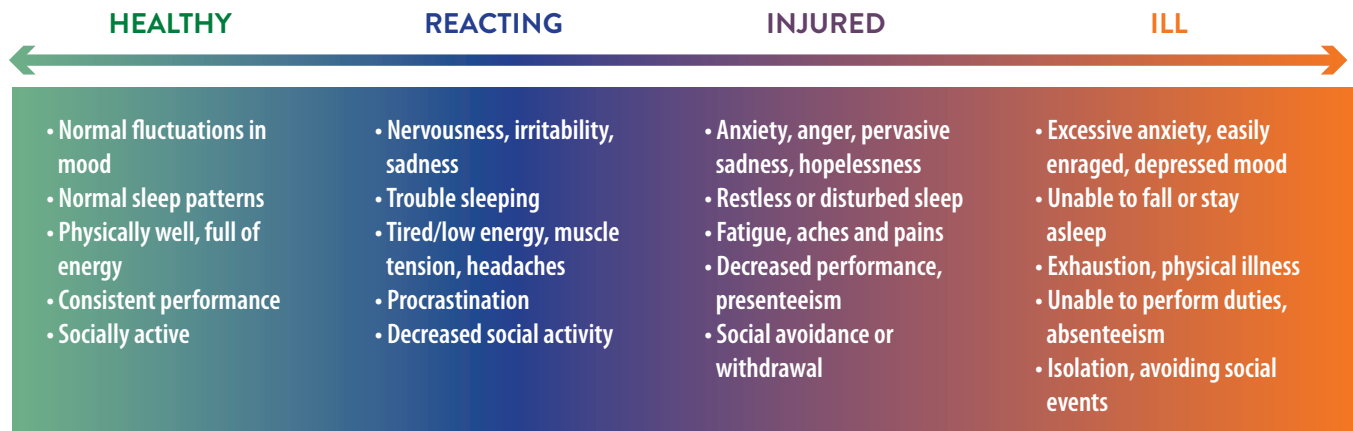 HEALTHY
REACTING
INJURED
ILL
• Normal fluctuations in
mood
• Normal sleep patterns
• Physically well, full of
energy
• Consistent performance
• Socially active
• Nervousness, irritability,
sadness
• Trouble sleeping
• Tired/low energy, muscle
tension, headaches
• Procrastination
• Decreased social activity
• Anxiety, anger, pervasive
sadness, hopelessness
• Restless or disturbed sleep
• Fatigue, aches and pains
• Decreased performance,
presenteeism
• Social avoidance or
withdrawal
• Excessive anxiety, easily
enraged, depressed mood
• Unable to fall or stay
asleep
• Exhaustion, physical illness
• Unable to perform duties,
absenteeism
• Isolation, avoiding social
events